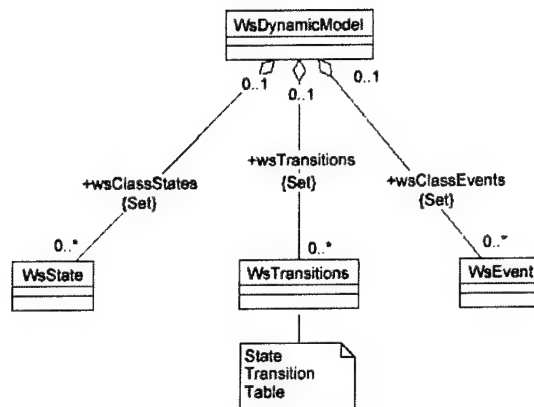 WsDynamicModel
0..1
0..1
0..1
+wsClassStates
{Set}
+wsTransitions
{Set}
+wsClassEvents
{Set}
0..*
0..*
0..*
WsState
WsTransitions
WsEvent
State
Transition
Table